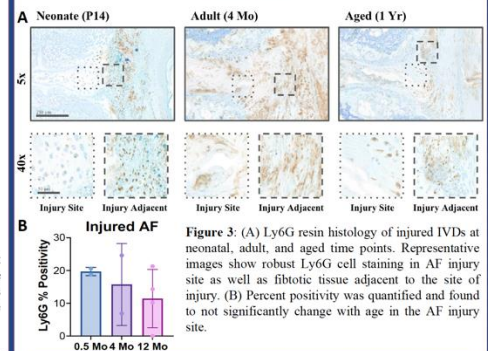 A
Neonate (P14) Adult (4 Mo) Aged (1 Yr)
5x
40x
Injury Site Injury Adjacent Injury Site Injury Adjacent Injury Site Injury Adjacent
B
Injured AF
Ly6G % Positivity
30
20
10
0
0.5 Mo 4 Mo 12 Mo
Figure 3: (A) Ly6G resin histology of injured IVDs at
neonatal, adult, and aged time points. Representative
images show robust Ly6G cell staining in AF injury
site as well as fibtotic tissue adjacent to the site of
injury. (B) Percent positivity was quantified and found
to not significantly change with age in the AF injury
site.